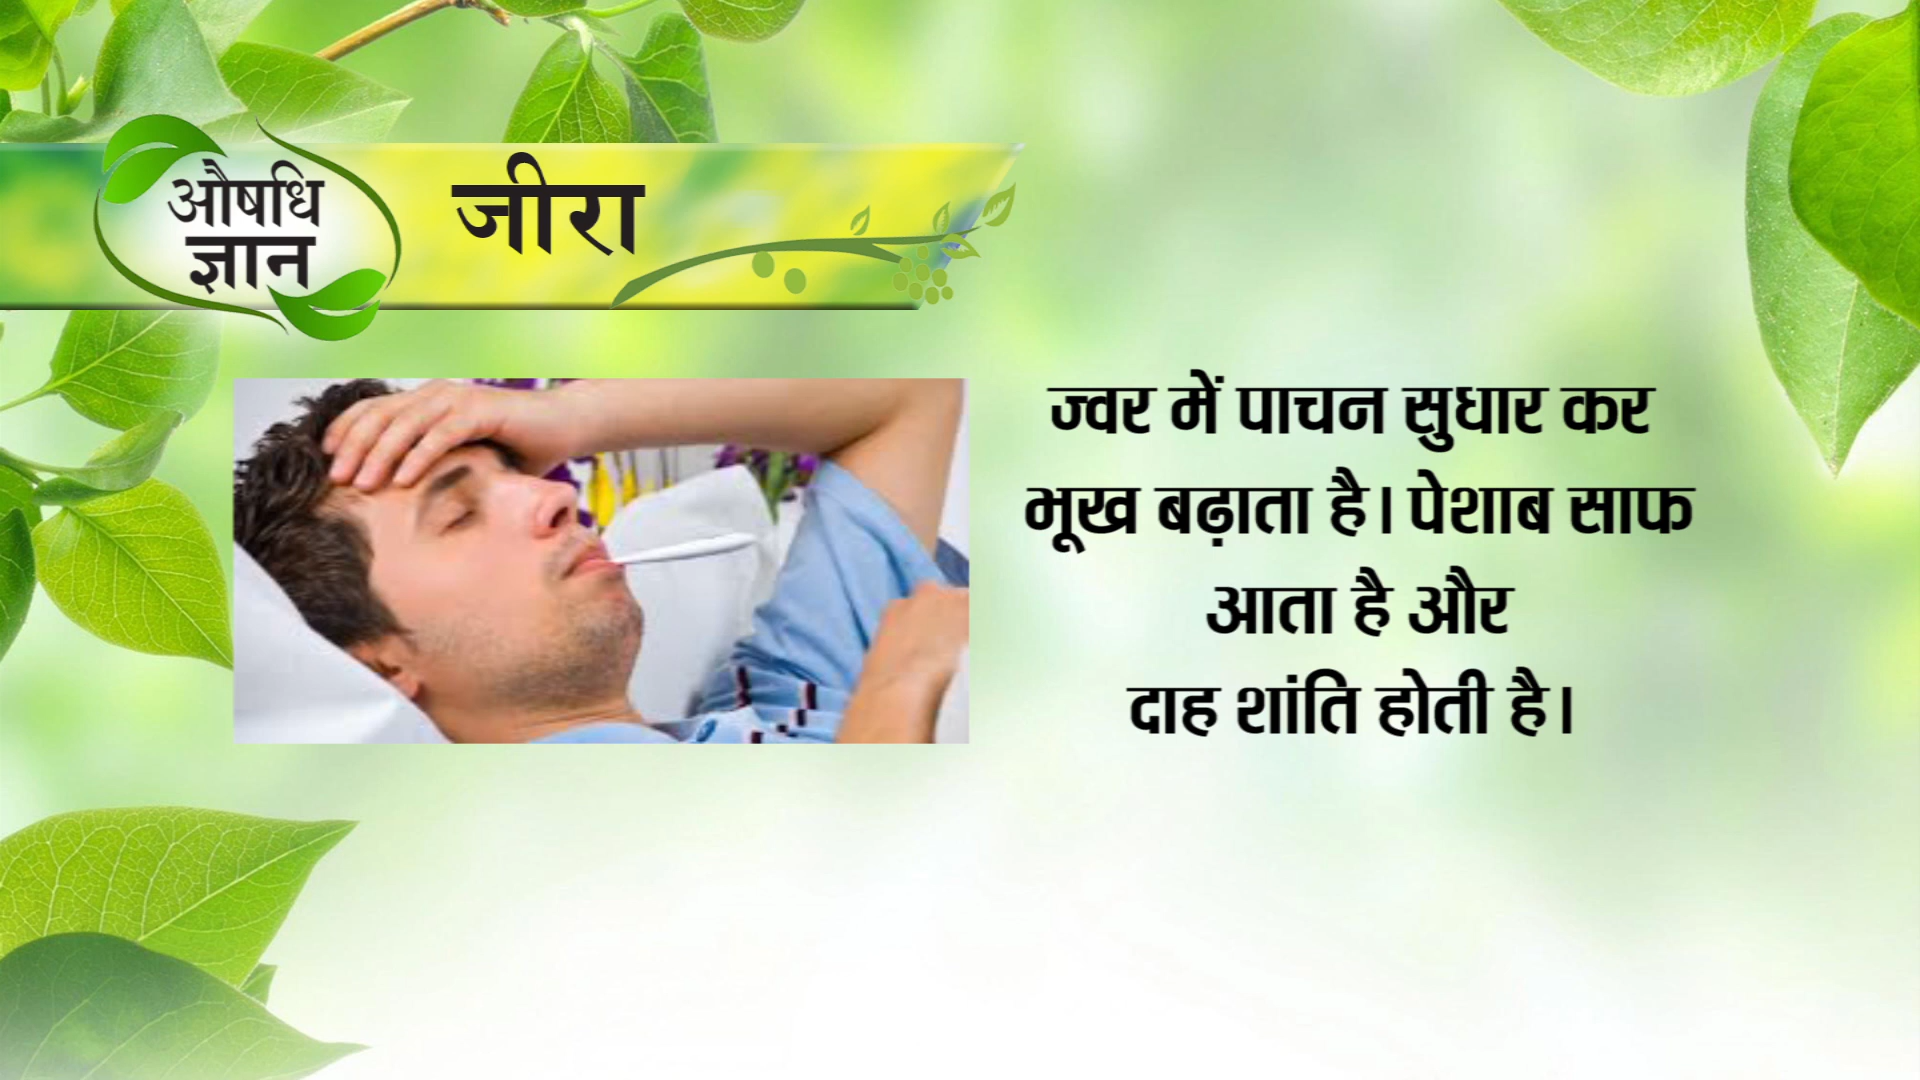 औषधि
ज्ञान
जीरा
ज्वर में पाचन सुधार कर
भूख बढ़ाता है। पेशाब साफ
आता है और
दाह शांति होती है।